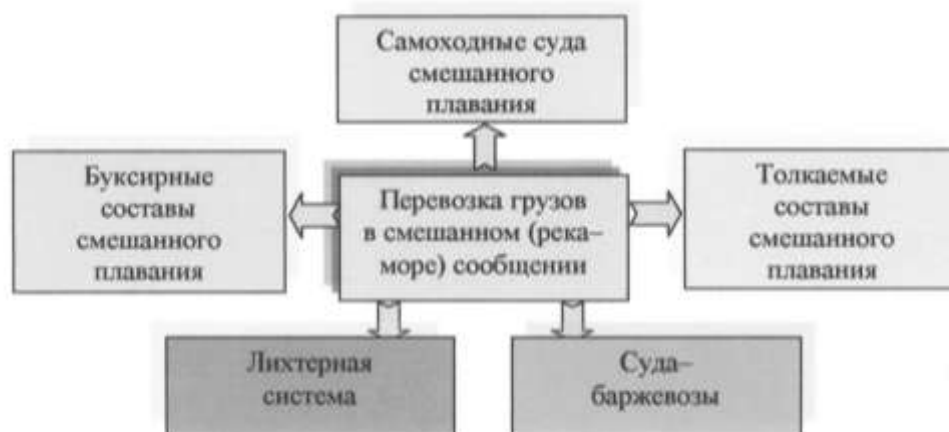 Самоходные суда
смешанного
плавания
Буксирные
составы
смешанного
плавания
Перевозка грузов
в смешанном (река–
море) сообщении
Толкаемые
составы
смешанного
плавания
Лихтерная
система
Суда–
баржевозы